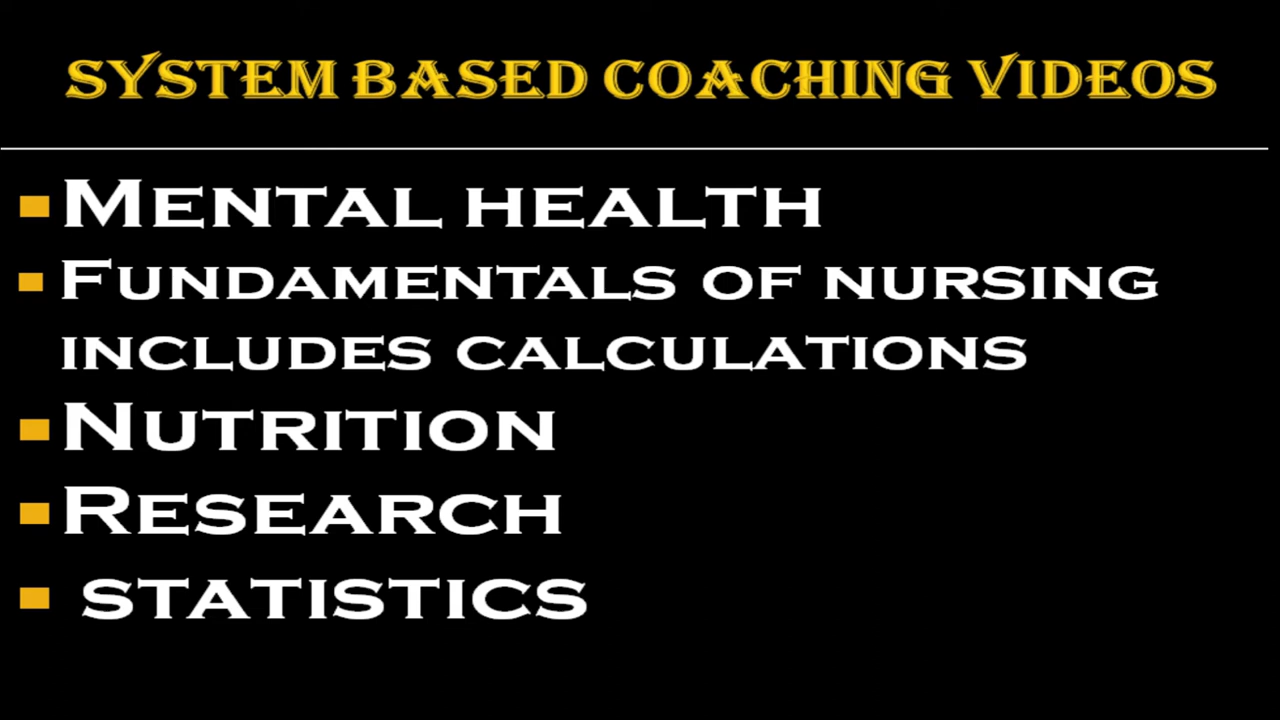 SYSTEM BASED COACHING VIDEOS
MENTAL HEALTH
FUNDAMENTALS OF NURSING
INCLUDES CALCULATIONS
NUTRITION
RESEARCH
STATISTICS